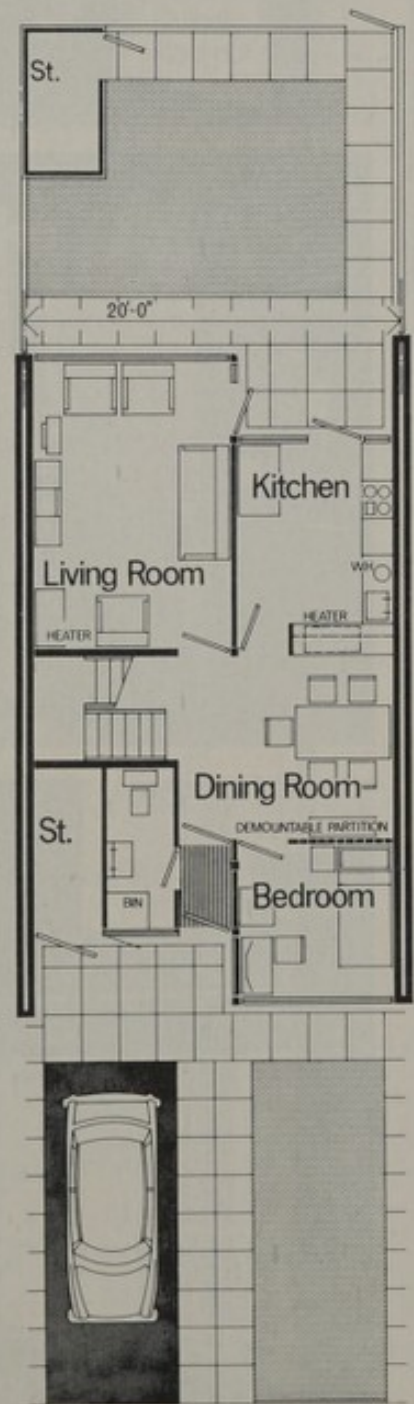 St.
20'-0"
Kitchen
Living Room
WH
HEATER
HEATER
Dining Room
St.
DEMOUNTABLE PARTITION
Bedroom
BIN